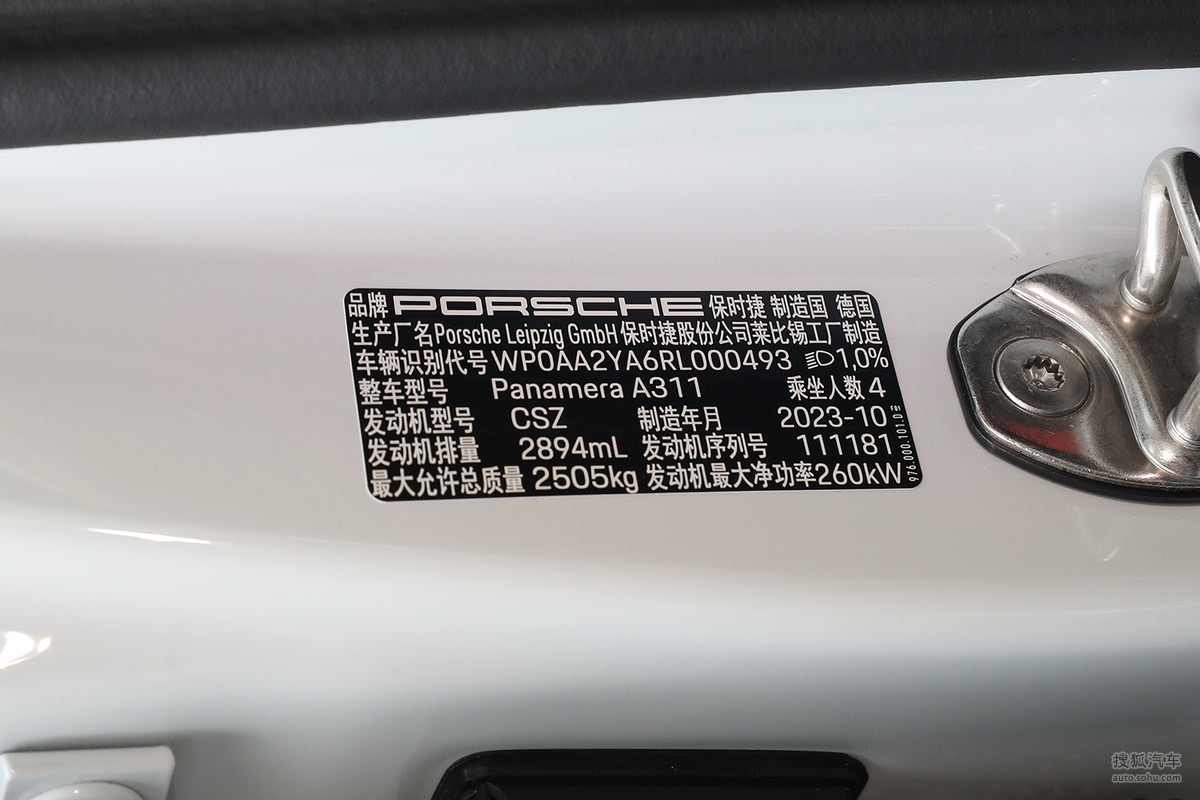 品牌 PORSCHE 保时捷 制造国 德国
生产厂名Porsche Leipzig GmbH 保时捷股份公司莱比锡工厂制造
车辆识别代号 WP0AA2YA6RL000493 1,0%
整车型号 Panamera A311 乘坐人数 4
发动机型号 CSZ 制造年月 2023-10
发动机排量 2894mL 发动机序列号 111181
最大允许总质量 2505kg 发动机最大净功率260kW
976.000.101.D
搜狐汽车
auto.sohu.com